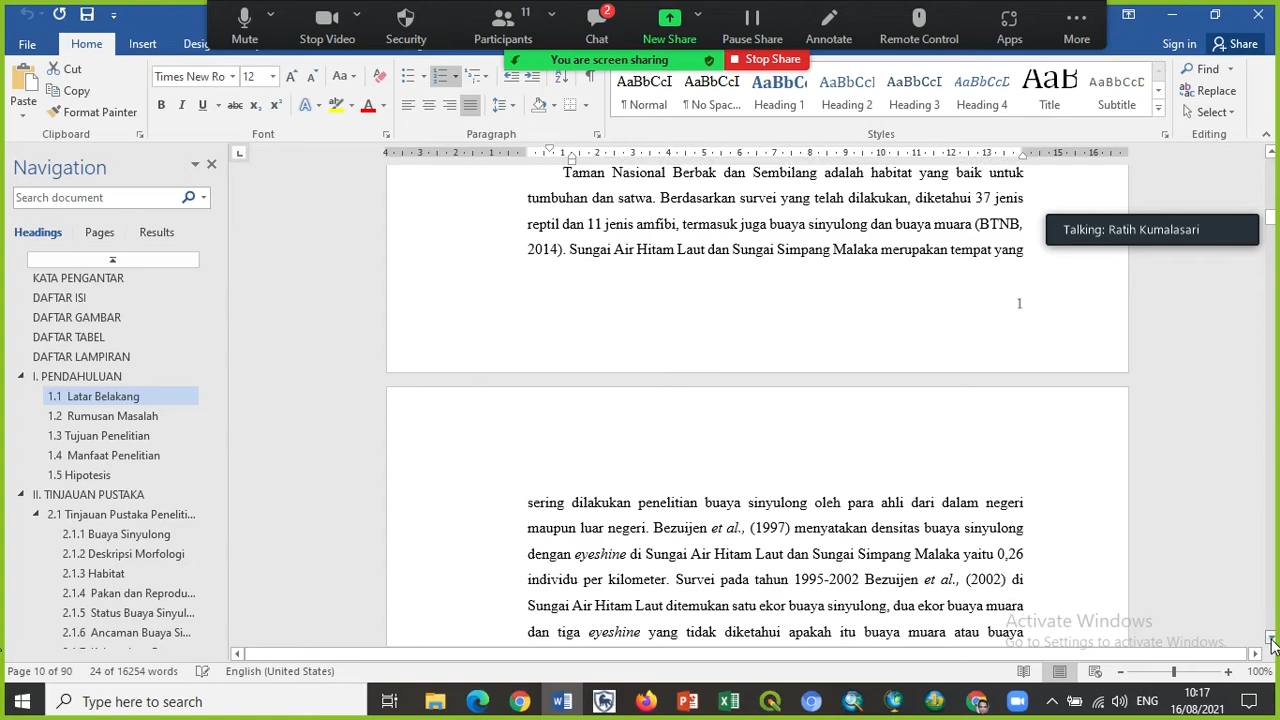 Mute
Stop Video
Security
Participants
11
Chat
2
New Share
Pause Share
Annotate
Remote Control
Apps
More
You are screen sharing
Stop Share
File
Home
Insert
Sign in
Share
Paste
Cut
Copy
Format Painter
Clipboard
Times New Ro
12
Font
Paragraph
AaBbCcI
¶ Normal
AaBbCcI
¶ No Spac...
AaBbCc
Heading 1
AaBbCcI
Heading 2
AaBbCcI
Heading 3
AaBbCcI
Heading 4
AaB
Title
AaBbCcI
Subtitle
Styles
Find
Replace
Select
Editing
Navigation
Search document
Headings
Pages
Results
KATA PENGANTAR
DAFTAR ISI
DAFTAR GAMBAR
DAFTAR TABEL
DAFTAR LAMPIRAN
I. PENDAHULUAN
1.1 Latar Belakang
1.2 Rumusan Masalah
1.3 Tujuan Penelitian
1.4 Manfaat Penelitian
1.5 Hipotesis
II. TINJAUAN PUSTAKA
2.1 Tinjauan Pustaka Peneliti...
2.1.1 Buaya Sinyulong
2.1.2 Deskripsi Morfologi
2.1.3 Habitat
2.1.4 Pakan dan Reprodu...
2.1.5 Status Buaya Sinyul...
2.1.6 Ancaman Buaya Si...
Taman Nasional Berbak dan Sembilang adalah habitat yang baik untuk
tumbuhan dan satwa. Berdasarkan survei yang telah dilakukan, diketahui 37 jenis
reptil dan 11 jenis amfibi, termasuk juga buaya sinyulong dan buaya muara (BTNB,
2014). Sungai Air Hitam Laut dan Sungai Simpang Malaka merupakan tempat yang
1
Talking: Ratih Kumalasari
sering dilakukan penelitian buaya sinyulong oleh para ahli dari dalam negeri
maupun luar negeri. Bezuijen et al., (1997) menyatakan densitas buaya sinyulong
dengan eyeshine di Sungai Air Hitam Laut dan Sungai Simpang Malaka yaitu 0,26
individu per kilometer. Survei pada tahun 1995-2002 Bezuijen et al., (2002) di
Sungai Air Hitam Laut ditemukan satu ekor buaya sinyulong, dua ekor buaya muara
dan tiga eyeshine yang tidak diketahui apakah itu buaya muara atau buaya
Activate Windows
Go to Settings to activate Windows.
Page 10 of 90
24 of 16254 words
English (United States)
100%
Type here to search
ENG
10:17
16/08/2021